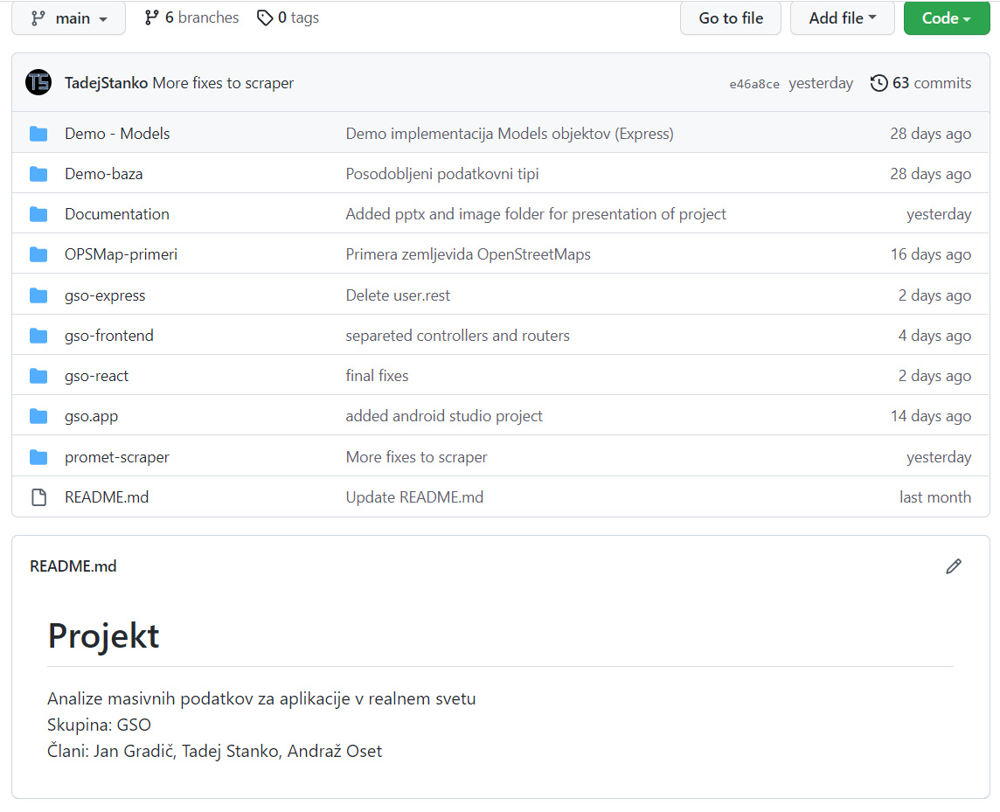 main 6 branches 0 tags Go to file Add file Code
TS TadejStanko More fixes to scraper e46a8ce yesterday 63 commits
Demo - Models Demo implementacija Models objektov (Express) 28 days ago
Demo-baza Posodobljeni podatkovni tipi 28 days ago
Documentation Added pptx and image folder for presentation of project yesterday
OPSMap-primeri Primera zemljevida OpenStreetMaps 16 days ago
gso-express Delete user.rest 2 days ago
gso-frontend separeted controllers and routers 4 days ago
gso-react final fixes 2 days ago
gso.app added android studio project 14 days ago
promet-scraper More fixes to scraper yesterday
README.md Update README.md last month
README.md
Projekt
Analize masivnih podatkov za aplikacije v realnem svetu
Skupina: GSO
Člani: Jan Gradič, Tadej Stanko, Andraž Oset